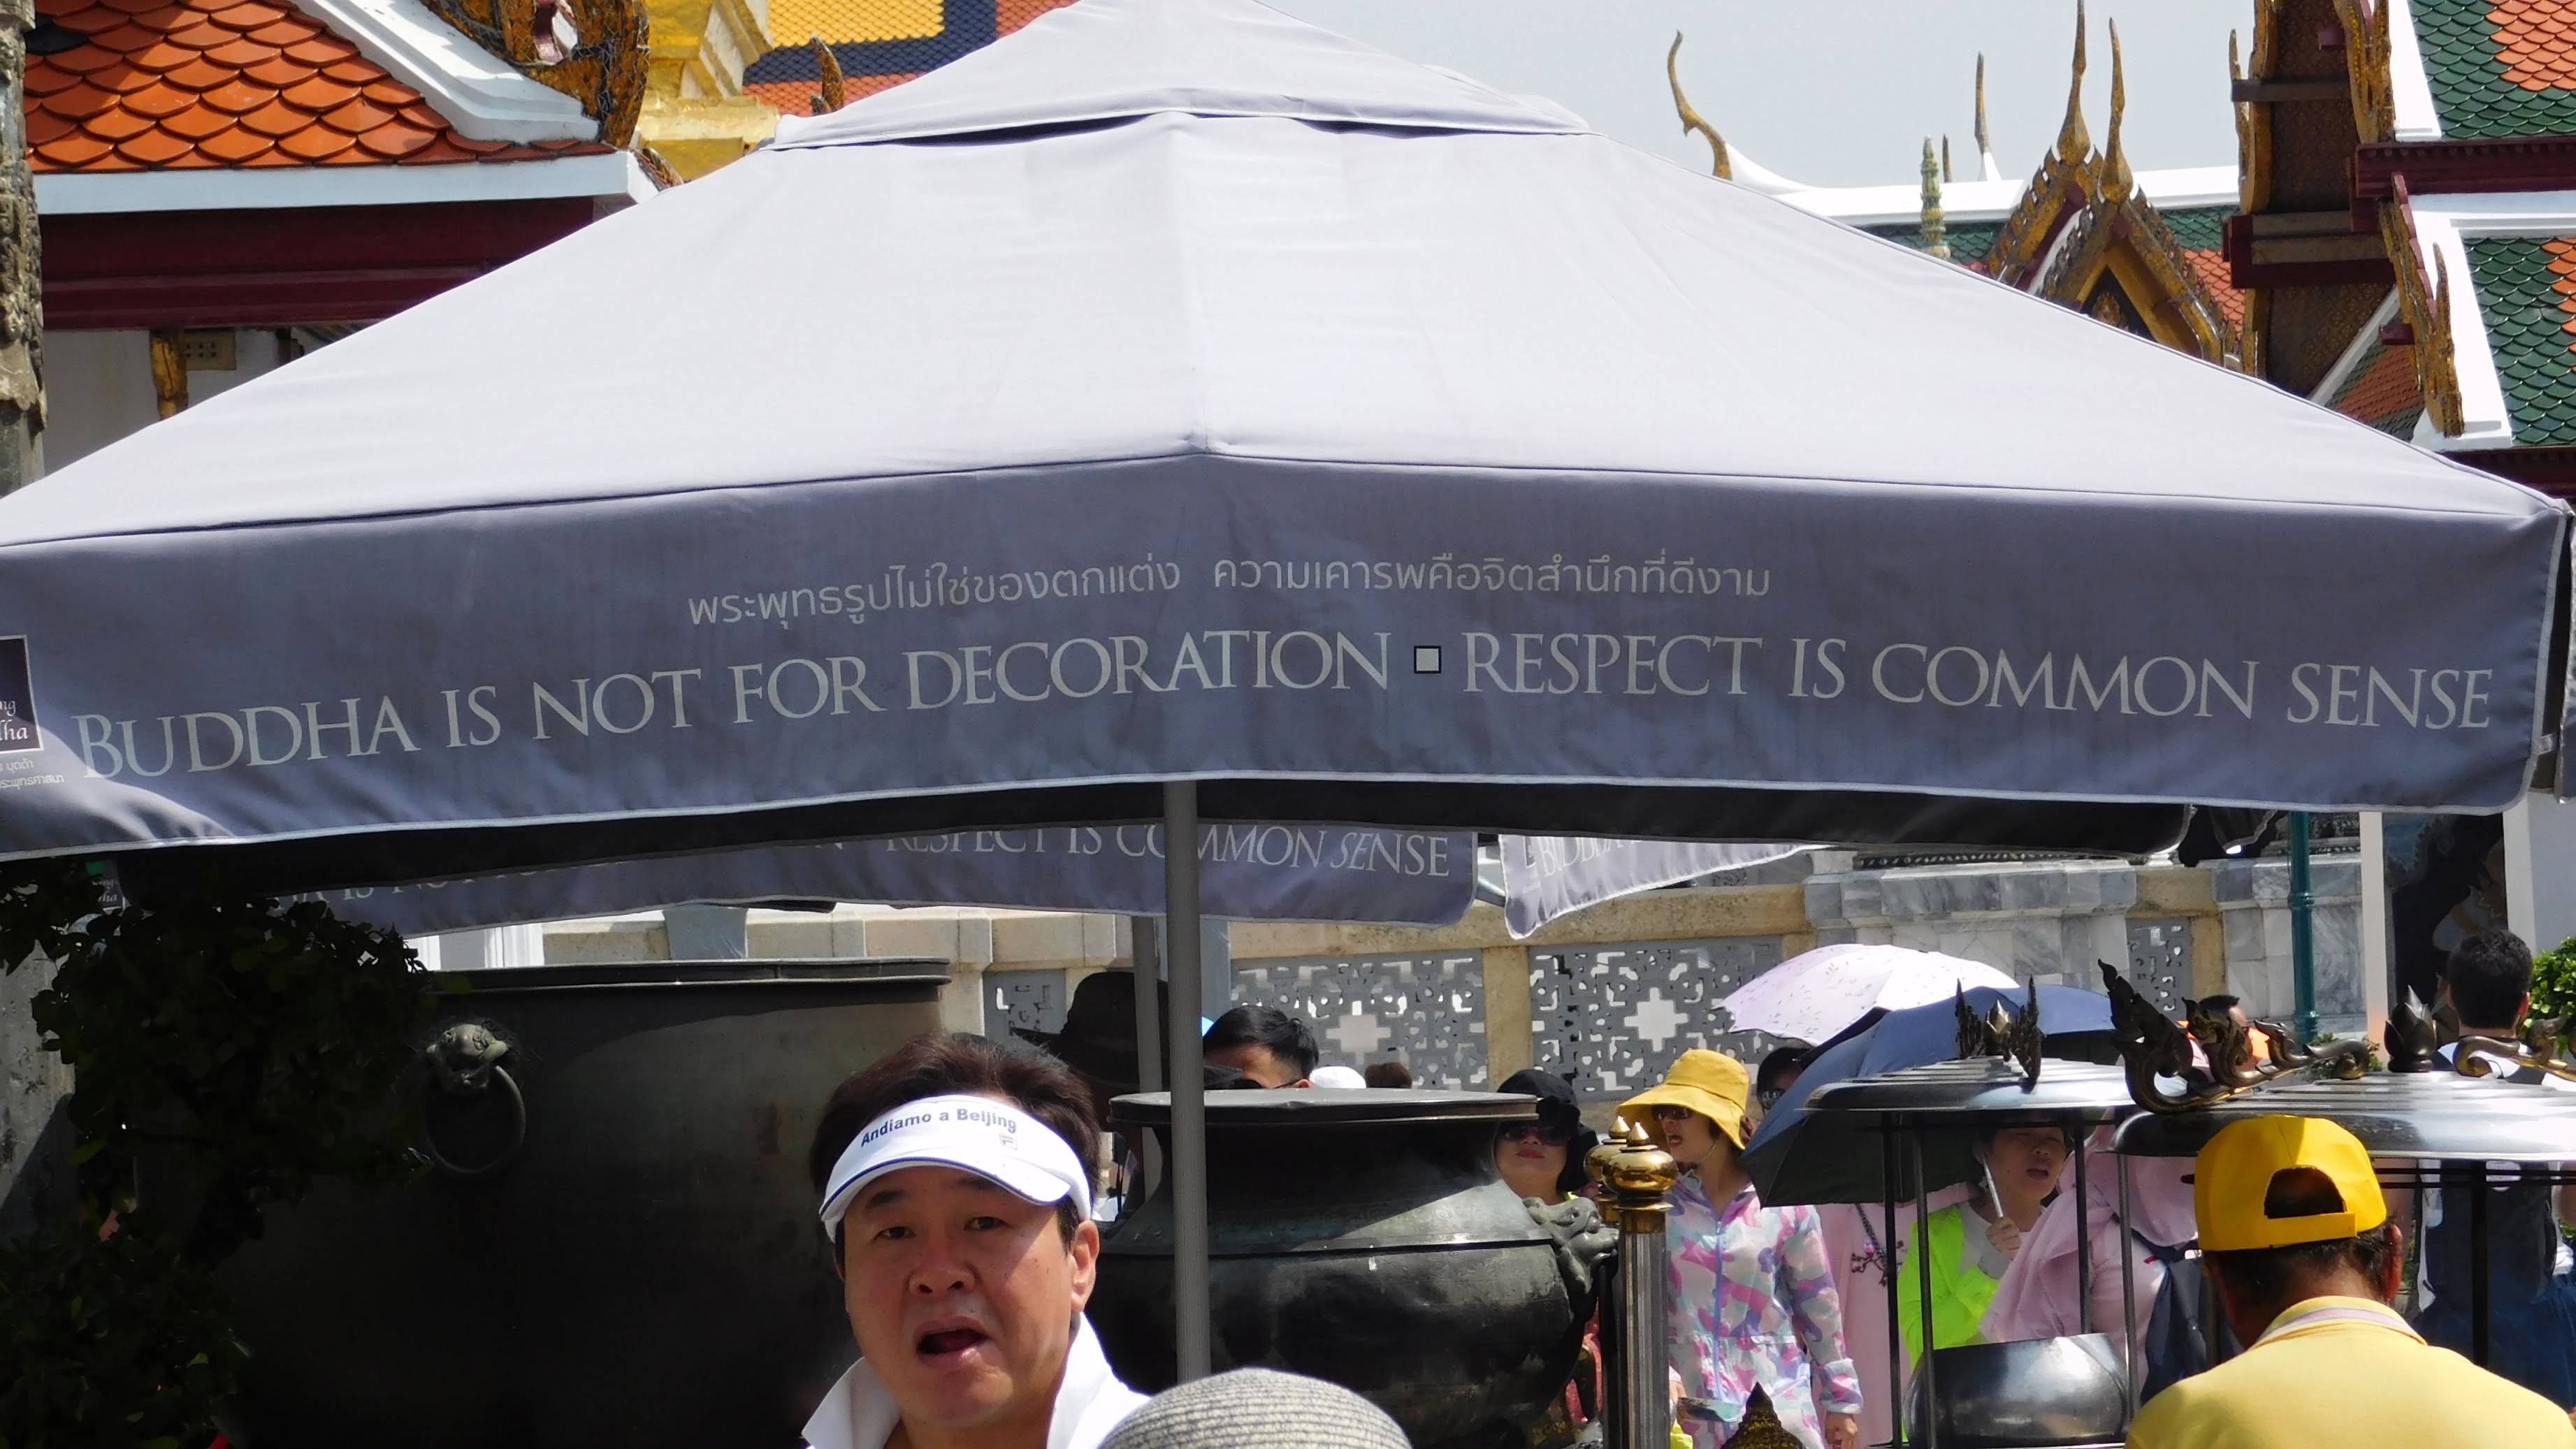 พระพุทธรูปไม่ใช่ของตกแต่ง ความเคารพคือจิตสำนึกที่ดีงาม
BUDDHA IS NOT FOR DECORATION ▪ RESPECT IS COMMON SENSE
RESPECT IS COMMON SENSE
BUDDHA
Andiamo a Beijing